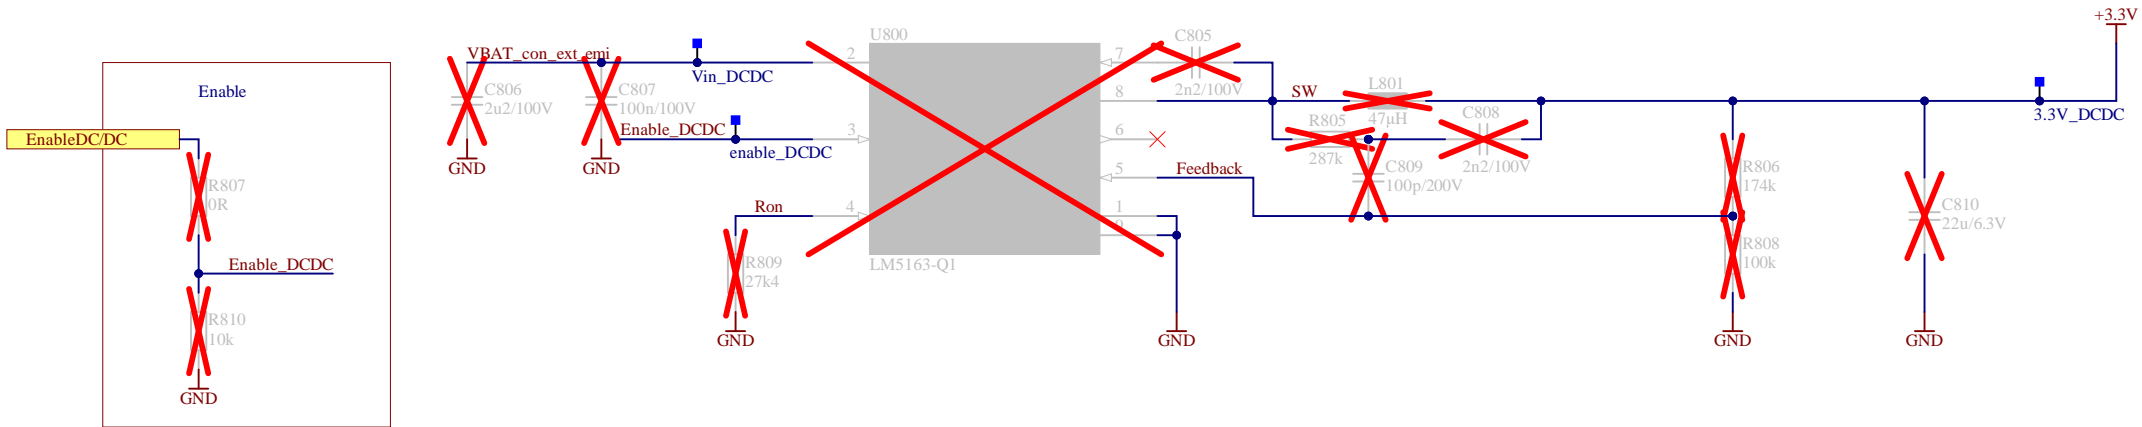 +3.3V
U800
C805
VBAT_con_ext_emi
2
7
Vin_DCDC
C806
2u2/100V
C807
100n/100V
2n2/100V
L801
47µH
Enable
8
SW
3.3V_DCDC
EnableDC/DC
Enable_DCDC
3
6
R805
287k
C808
2n2/100V
enable_DCDC
GND
GND
5
Feedback
C809
100p/200V
R806
174k
R807
0R
Ron
4
1
9
C810
22u/6.3V
R808
100k
Enable_DCDC
R809
27k4
LM5163-Q1
R810
10k
GND
GND
GND
GND
GND